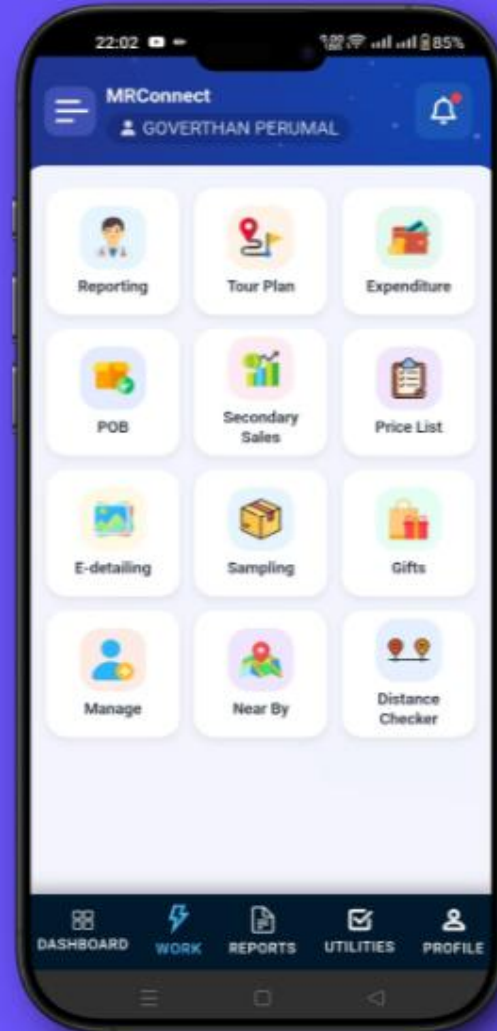 22:02
85%
MRConnect
GOVERTHAN PERUMAL
Reporting
Tour Plan
Expenditure
POB
Secondary
Sales
Price List
E-detailing
Sampling
Gifts
Manage
Near By
Distance
Checker
DASHBOARD
WORK
REPORTS
UTILITIES
PROFILE